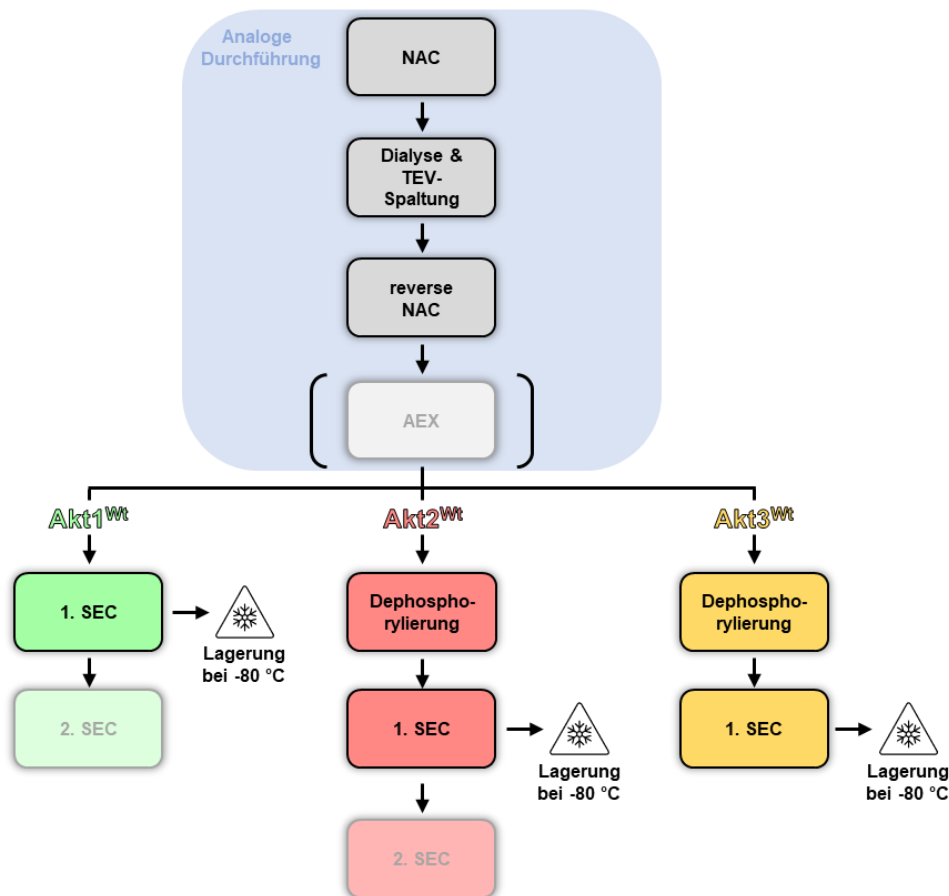 Analoge
Durchführung
NAC
Dialyse &
TEV-
Spaltung
reverse
NAC
AEX
Akt1Wt
Akt2Wt
Akt3Wt
1. SEC
Lagerung
bei -80 °C
2. SEC
Dephospho-
rylierung
1. SEC
Lagerung
bei -80 °C
2. SEC
Dephospho-
rylierung
1. SEC
Lagerung
bei -80 °C